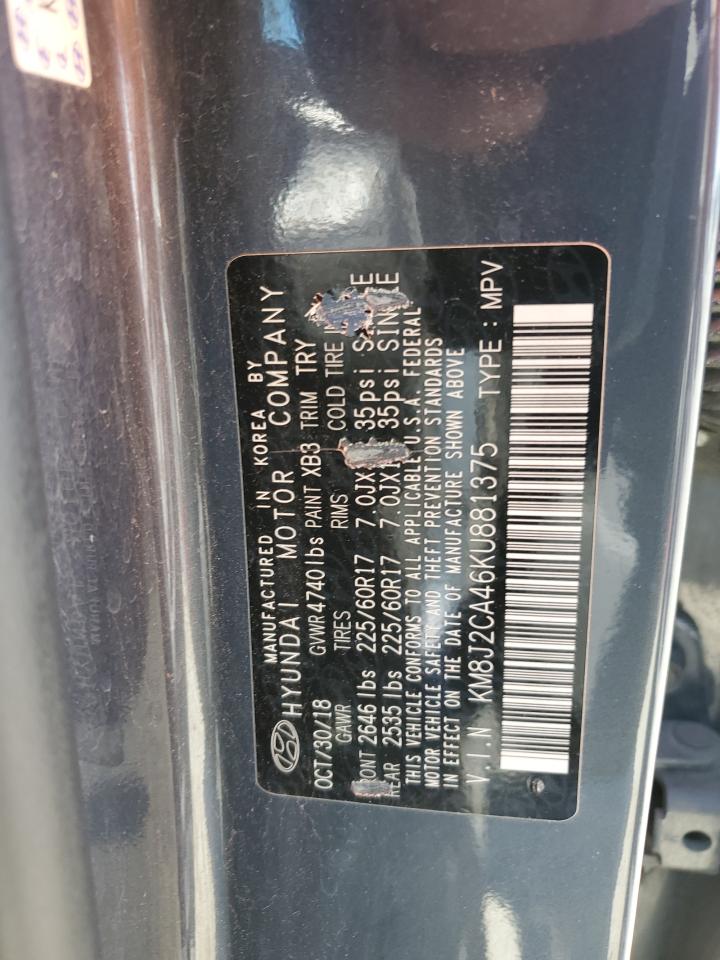 MANUFACTURED IN KOREA BY
HYUNDAI MOTOR COMPANY
OCT/30/18 GVWR 4740lbs PAINT XB3 TRIM TRY
GAWR TIRES RIMS COLD TIRE
2646 lbs 225/60R17 7.0JX 35psi
REAR 2535 lbs 225/60R17 7.0JX 35psi
THIS VEHICLE CONFORMS TO ALL APPLICABLE U.S.A. FEDERAL
MOTOR VEHICLE SAFETY AND THEFT PREVENTION STANDARDS
IN EFFECT ON THE DATE OF MANUFACTURE SHOWN ABOVE
V.I.N KM8J2CA46KU881375 TYPE : MPV